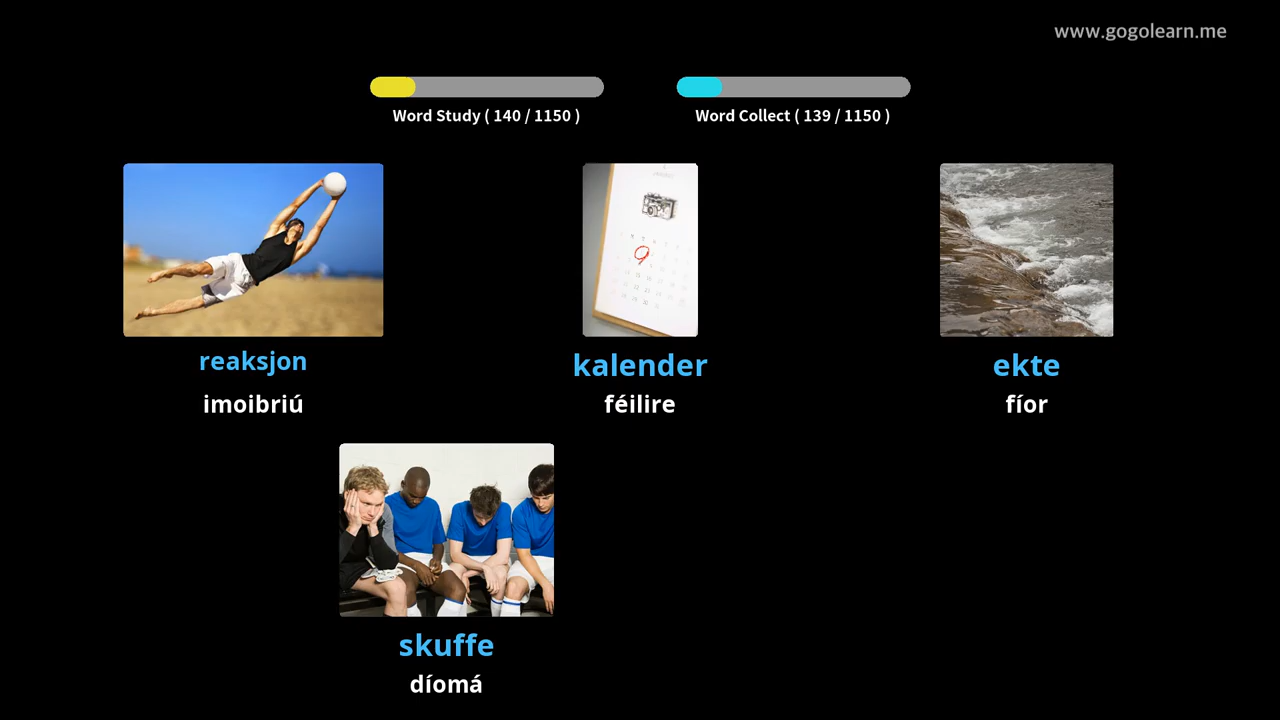 www.gogolearn.me
Word Study ( 140 / 1150 )
Word Collect ( 139 / 1150 )
reaksjon
imoibriú
kalender
féilire
ekte
fíor
skuffe
díomá